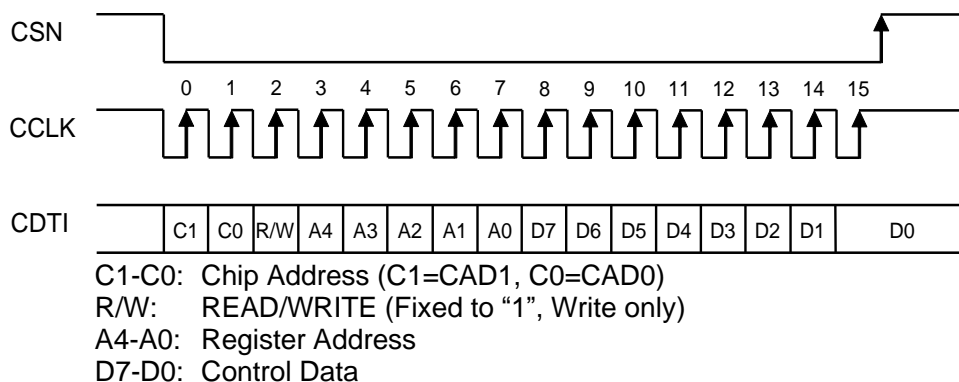 CSN
0 1 2 3 4 5 6 7 8 9 10 11 12 13 14 15
CCLK
CDTI C1 C0 R/W A4 A3 A2 A1 A0 D7 D6 D5 D4 D3 D2 D1 D0
C1-C0: Chip Address (C1=CAD1, C0=CAD0)
R/W: READ/WRITE (Fixed to “1”, Write only)
A4-A0: Register Address
D7-D0: Control Data